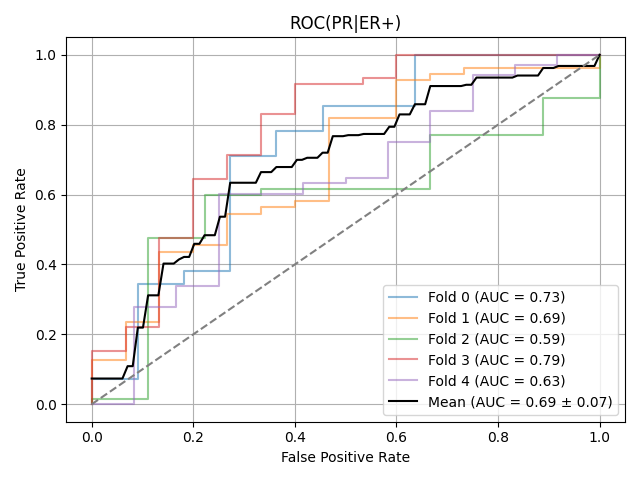 ROC(PR|ER+)
True Positive Rate
1.0
0.8
0.6
0.4
0.2
0.0
0.0 0.2 0.4 0.6 0.8 1.0
False Positive Rate
Fold 0 (AUC = 0.73)
Fold 1 (AUC = 0.69)
Fold 2 (AUC = 0.59)
Fold 3 (AUC = 0.79)
Fold 4 (AUC = 0.63)
Mean (AUC = 0.69 ± 0.07)